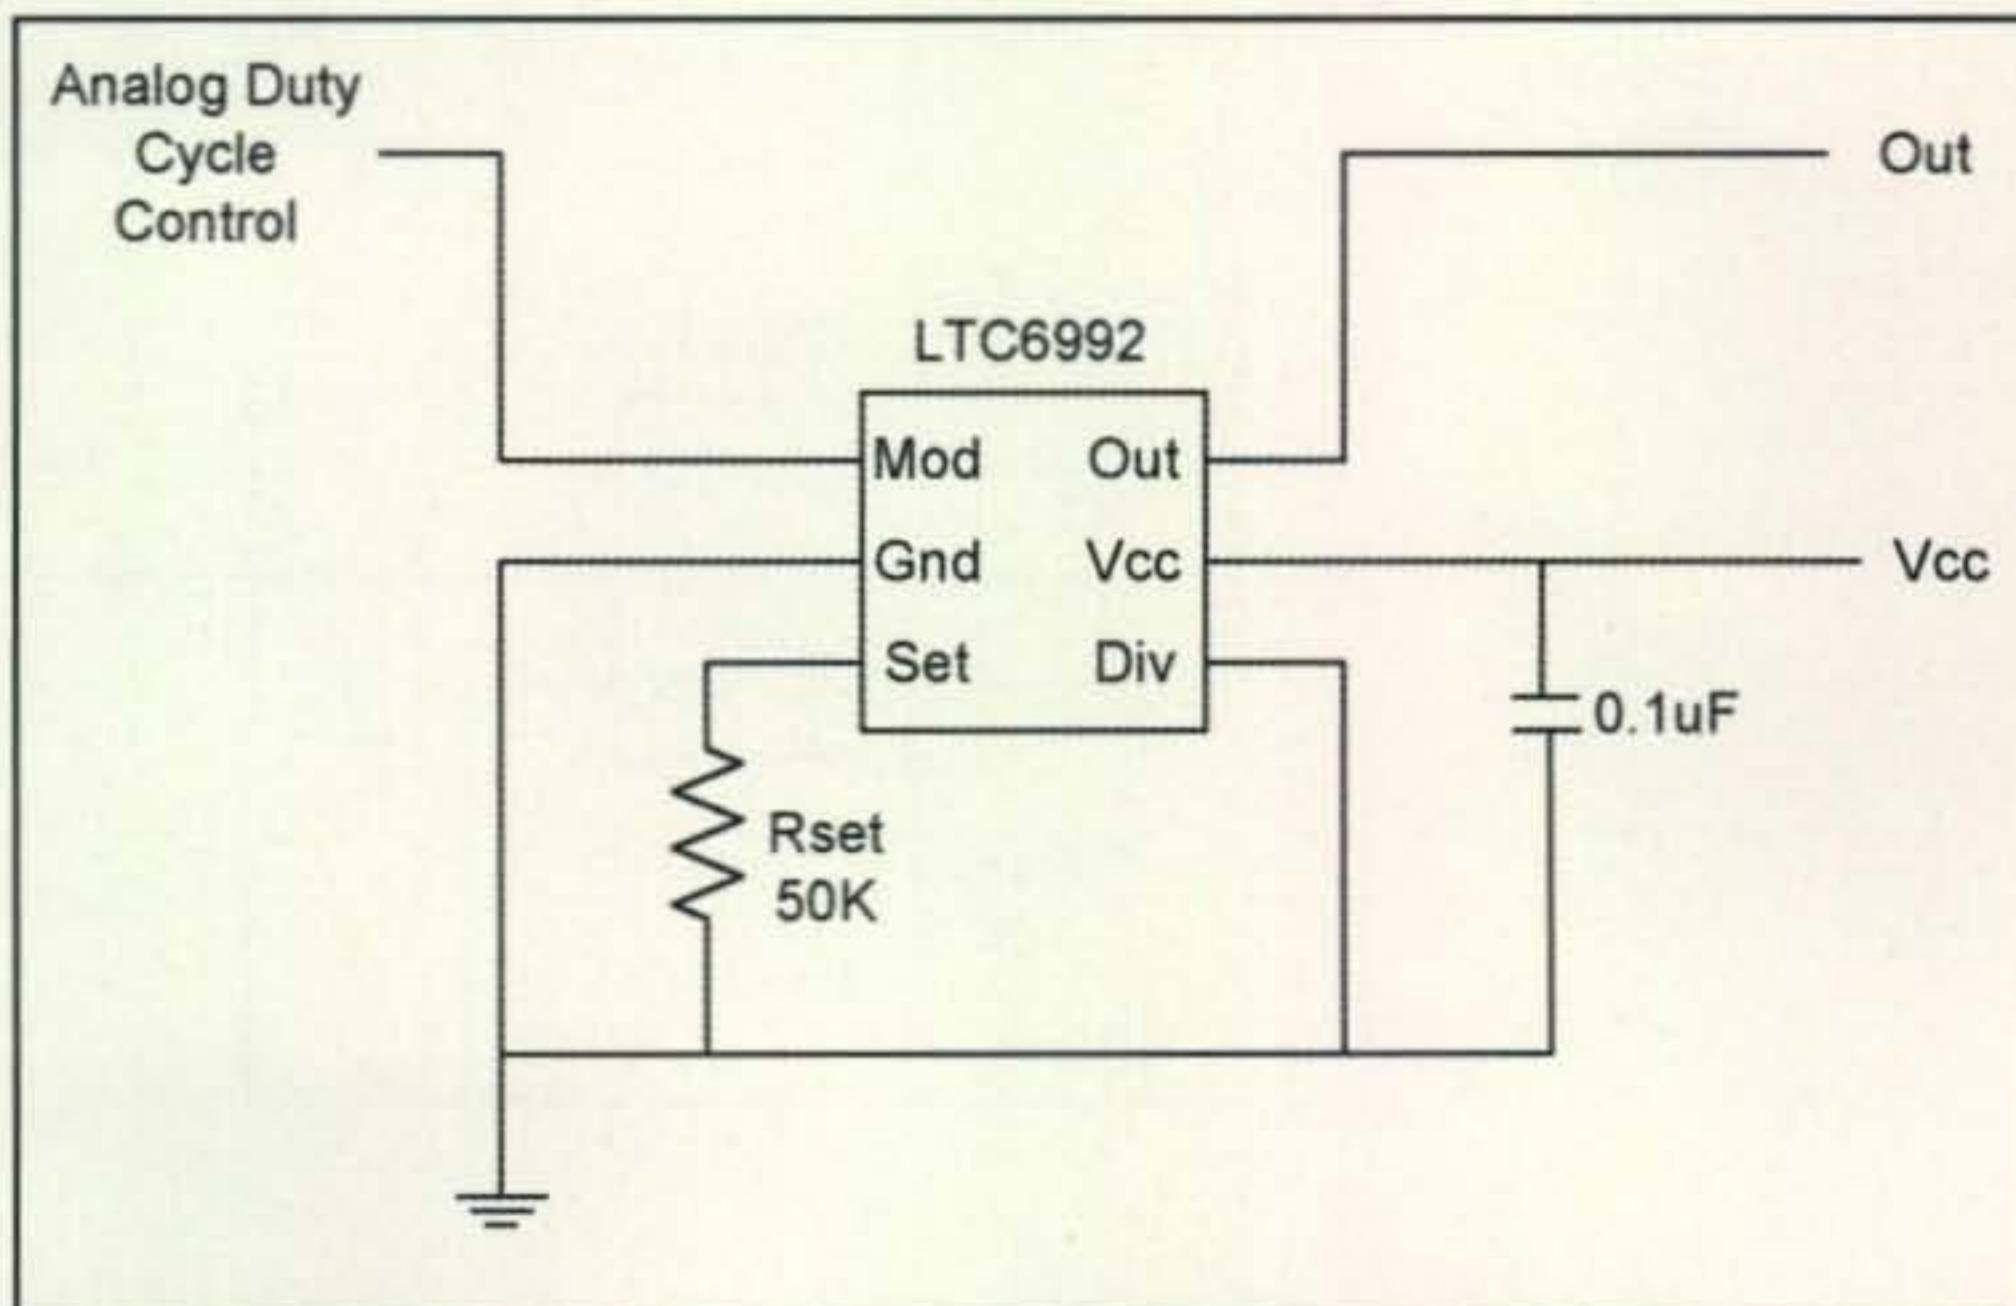 Analog Duty
Cycle
Control
Out
LTC6992
Mod
Out
Gnd
Vcc
Vcc
Set
Div
0.1uF
Rset
50K